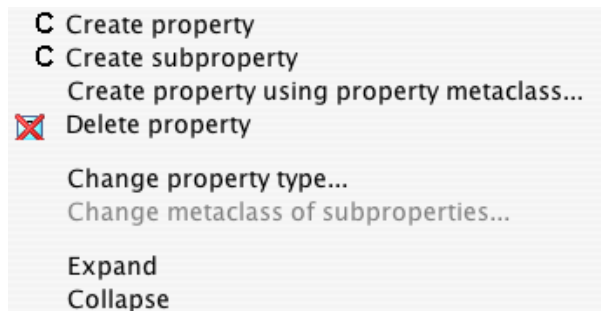 C Create property
C Create subproperty
Create property using property metaclass...
Delete property
Change property type...
Change metaclass of subproperties...
Expand
Collapse